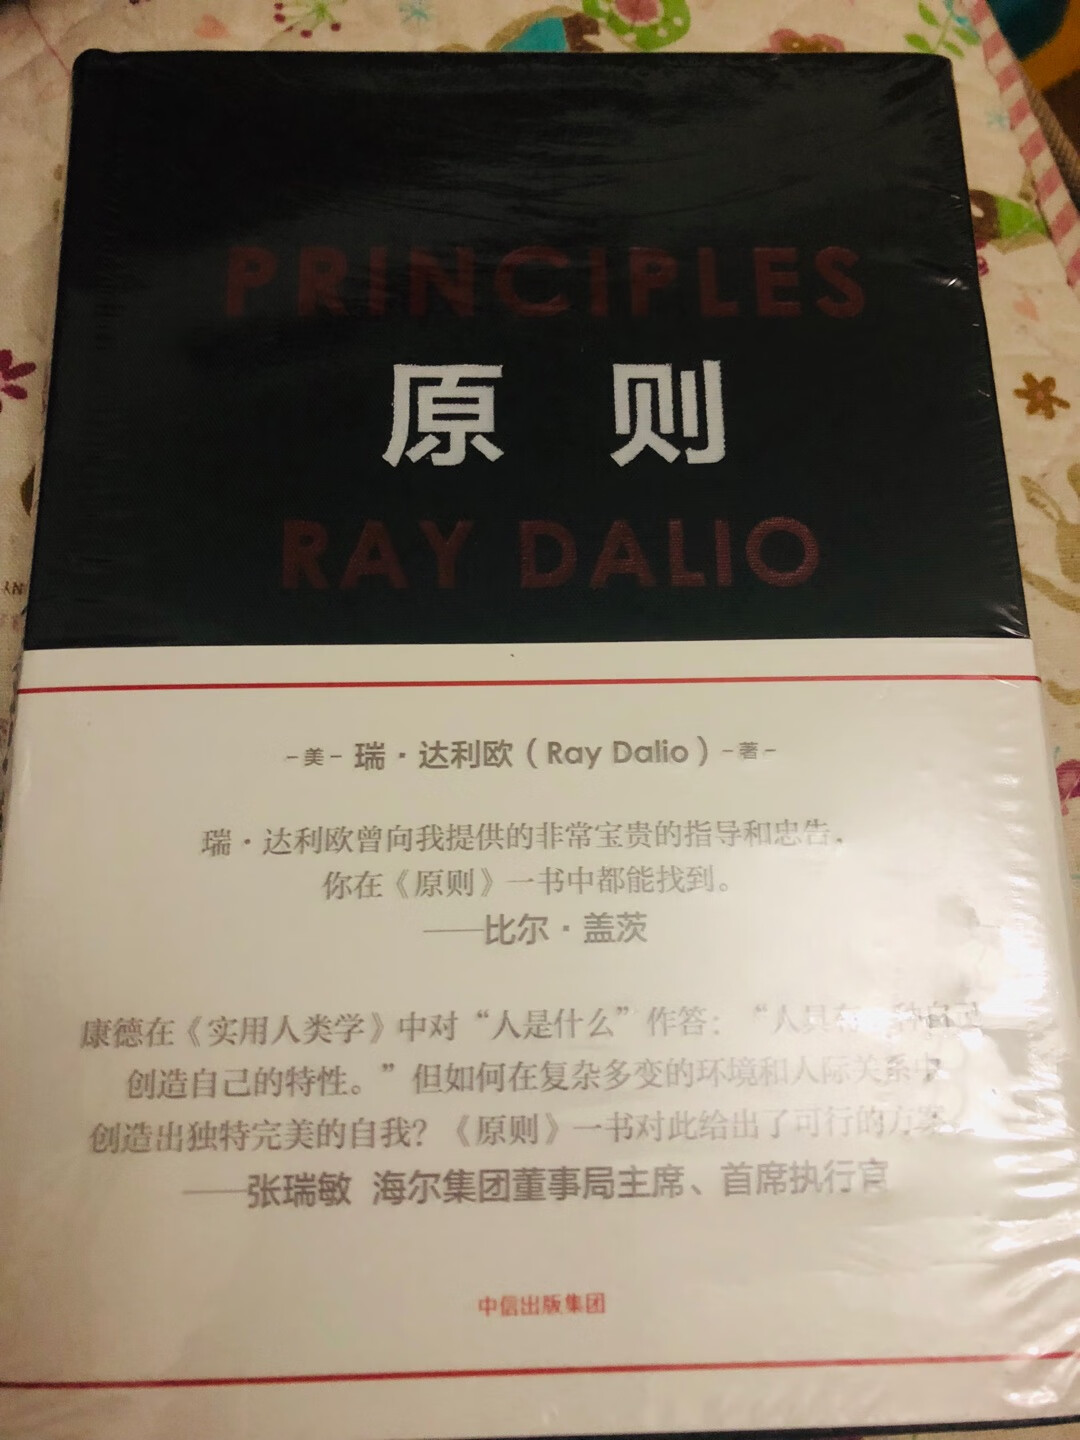 PRINCIPLES
原则
RAY DALIO
-美- 瑞·达利欧（Ray Dalio）-著-
瑞·达利欧曾向我提供的非常宝贵的指导和忠告，
你在《原则》一书中都能找到。
——比尔·盖茨
康德在《实用人类学》中对“人是什么”作答：“人具有一种自己
创造自己的特性。”但如何在复杂多变的环境和人际关系中
创造出独特完美的自我？《原则》一书对此给出了可行的方案
——张瑞敏 海尔集团董事局主席、首席执行官
中信出版集团